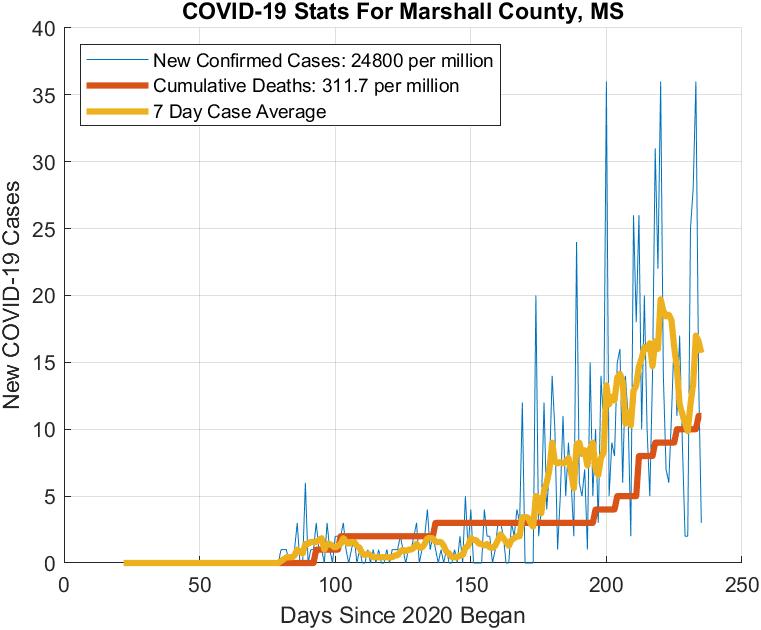 COVID-19 Stats For Marshall County, MS
New Confirmed Cases: 24800 per million
Cumulative Deaths: 311.7 per million
7 Day Case Average
New COVID-19 Cases
40
35
30
25
20
15
10
5
0
0 50 100 150 200 250
Days Since 2020 Began